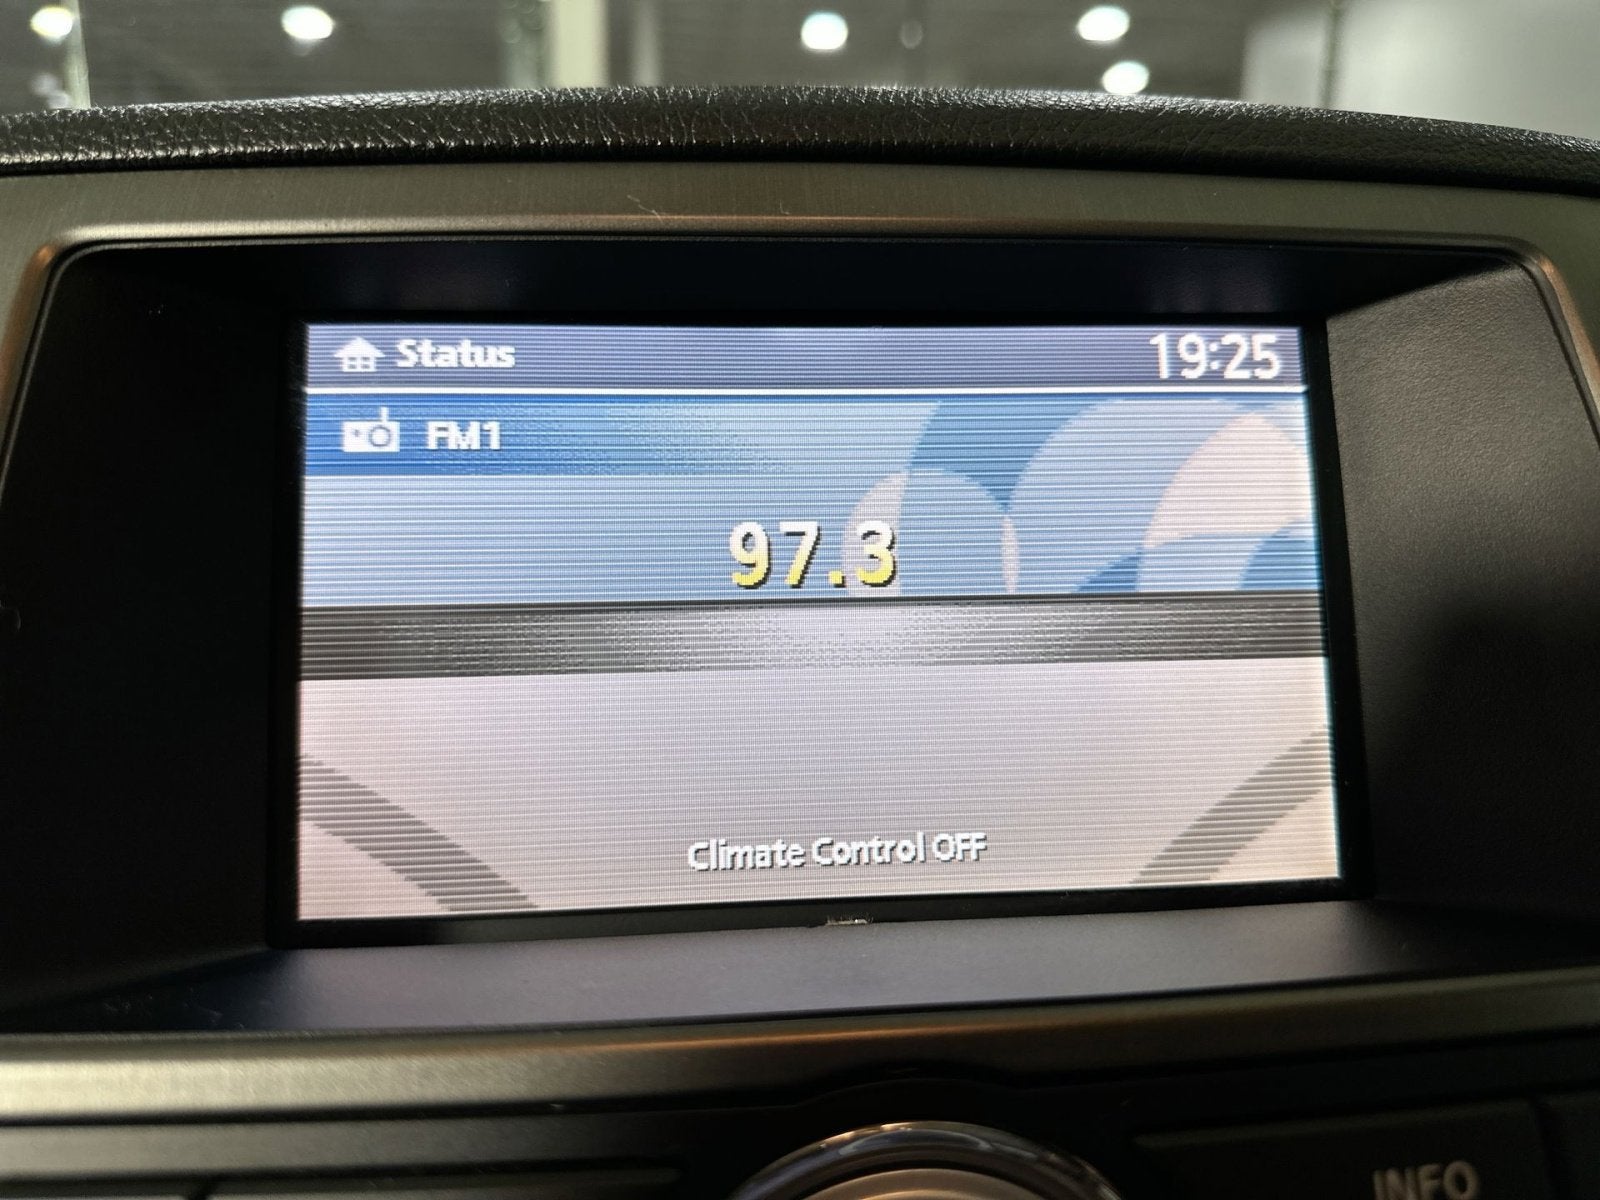 Status
19:25
FM1
97.3
Climate Control OFF
INFO